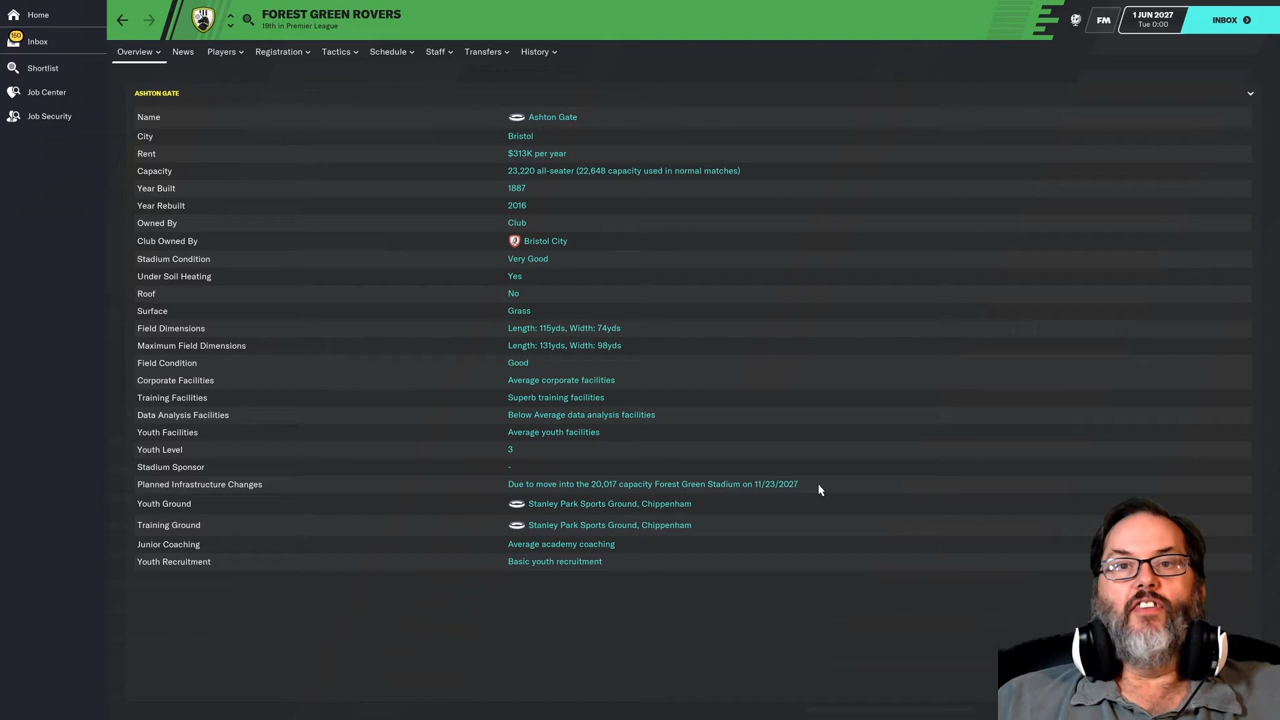 Home
150
Inbox
Shortlist
Job Center
Job Security
FOREST GREEN ROVERS
19th in Premier League
FM
1 JUN 2027
Tue 0:00
INBOX
Overview
News
Players
Registration
Tactics
Schedule
Staff
Transfers
History
ASHTON GATE
Name Ashton Gate
City Bristol
Rent $313K per year
Capacity 23,220 all-seater (22,648 capacity used in normal matches)
Year Built 1887
Year Rebuilt 2016
Owned By Club
Club Owned By Bristol City
Stadium Condition Very Good
Under Soil Heating Yes
Roof No
Surface Grass
Field Dimensions Length: 115yds, Width: 74yds
Maximum Field Dimensions Length: 131yds, Width: 98yds
Field Condition Good
Corporate Facilities Average corporate facilities
Training Facilities Superb training facilities
Data Analysis Facilities Below Average data analysis facilities
Youth Facilities Average youth facilities
Youth Level 3
Stadium Sponsor -
Planned Infrastructure Changes Due to move into the 20,017 capacity Forest Green Stadium on 11/23/2027
Youth Ground Stanley Park Sports Ground, Chippenham
Training Ground Stanley Park Sports Ground, Chippenham
Junior Coaching Average academy coaching
Youth Recruitment Basic youth recruitment